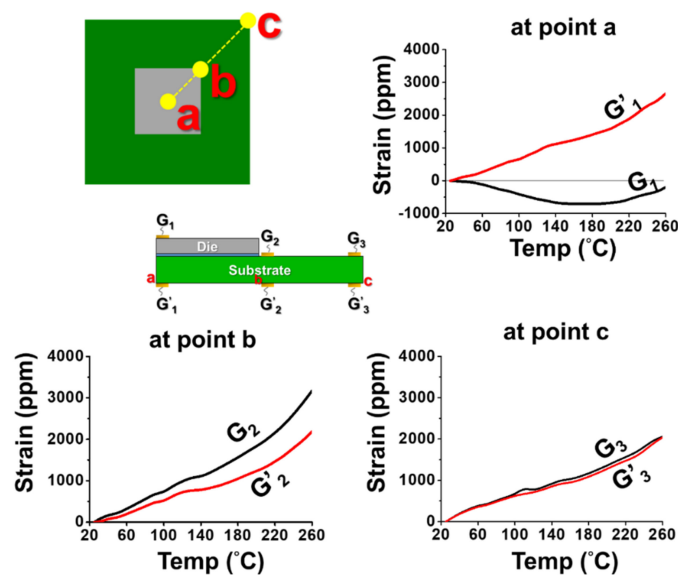 c
b
a
at point a
Strain (ppm)
4000
3000
2000
1000
0
-1000
G'1
G1
20 60 100 140 180 220 260
Temp (˚C)
G1
G2
G3
Die
Substrate
a
b
c
G'1
G'2
G'3
at point b
Strain (ppm)
4000
3000
2000
1000
0
G2
G'2
20 60 100 140 180 220 260
Temp (˚C)
at point c
Strain (ppm)
4000
3000
2000
1000
0
G3
G'3
20 60 100 140 180 220 260
Temp (˚C)